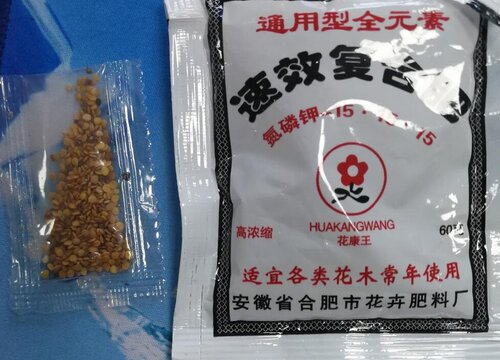 通用型全元素
速效复合
氮磷钾-15·15·15
HUAKANGWANG
花康王
高浓缩
适宜各类花木常年使用
安徽省合肥市花卉肥料厂